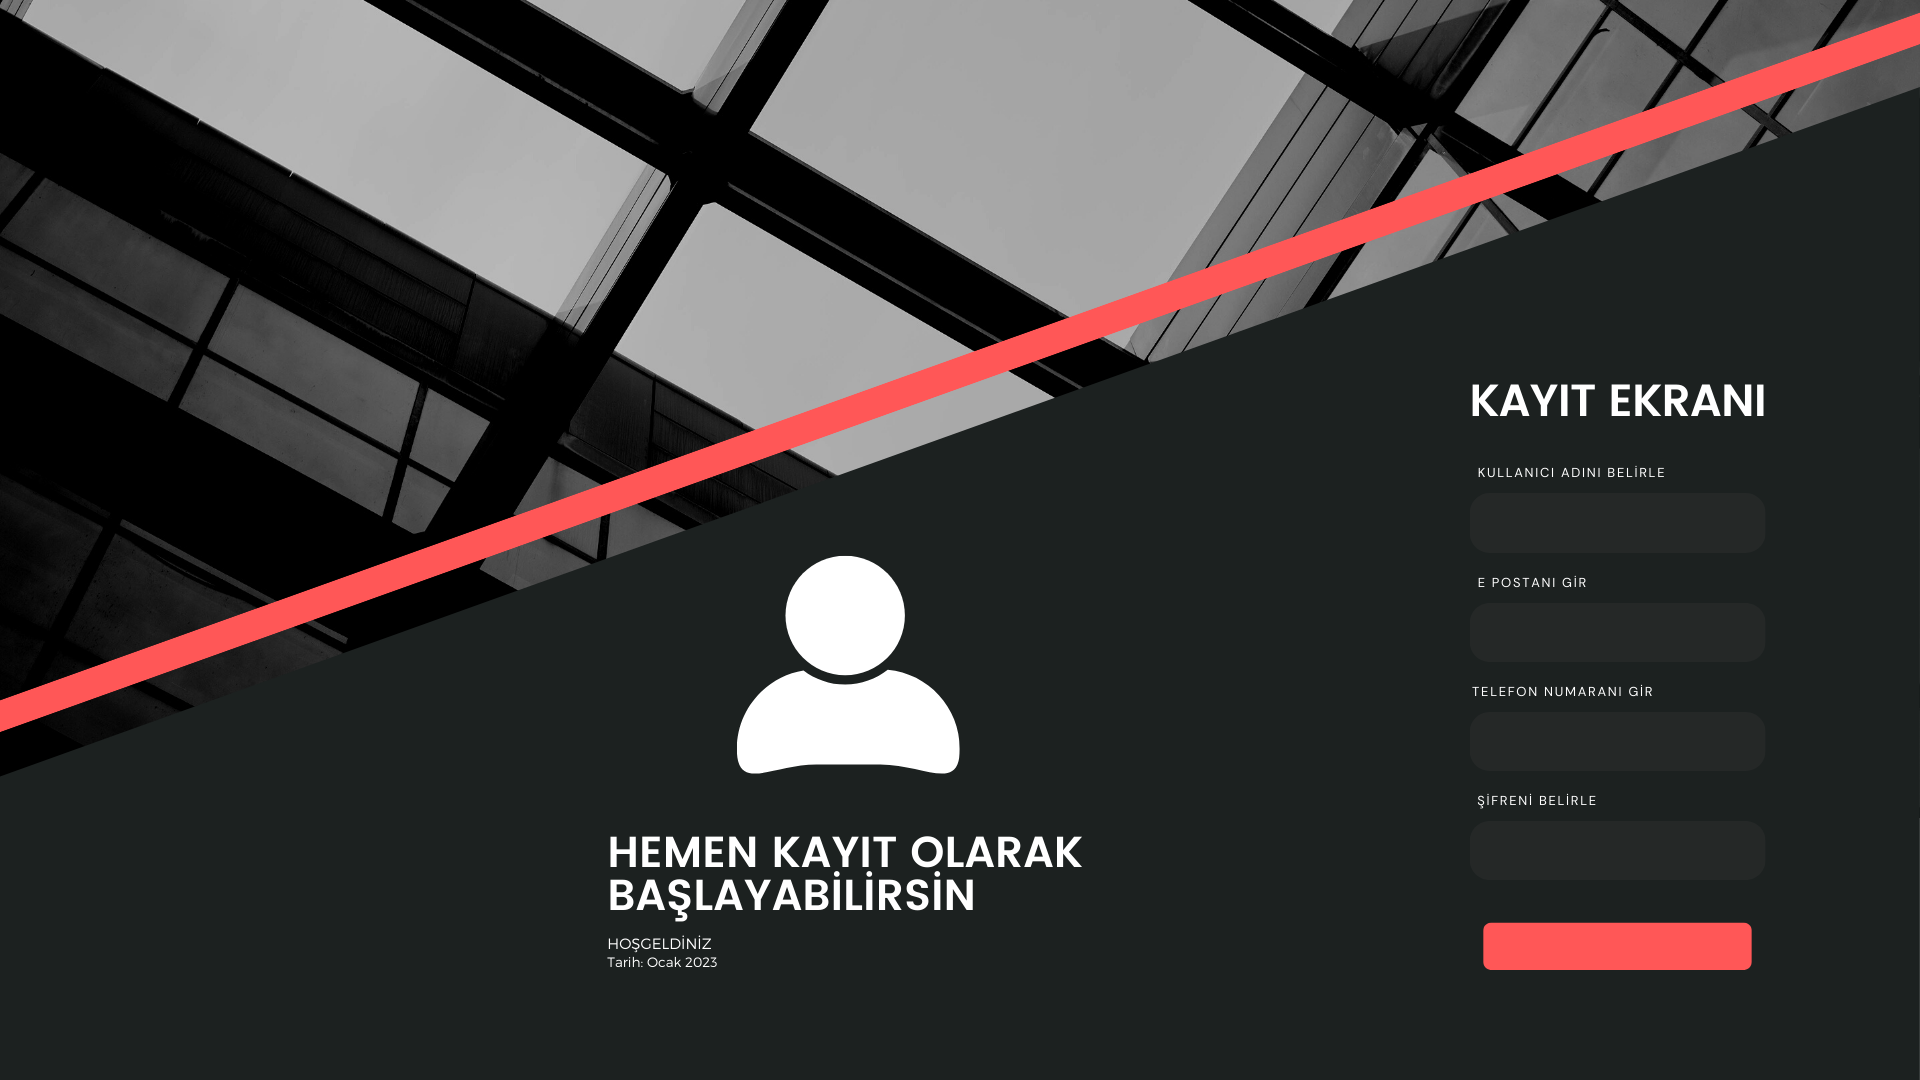 KAYIT EKRANI
KULLANICI ADINI BELİRLE
E POSTANI GİR
TELEFON NUMARANI GİR
ŞİFRENİ BELİRLE
HEMEN KAYIT OLARAK
BAŞLAYABİLİRSİN
HOŞGELDİNİZ
Tarih: Ocak 2023